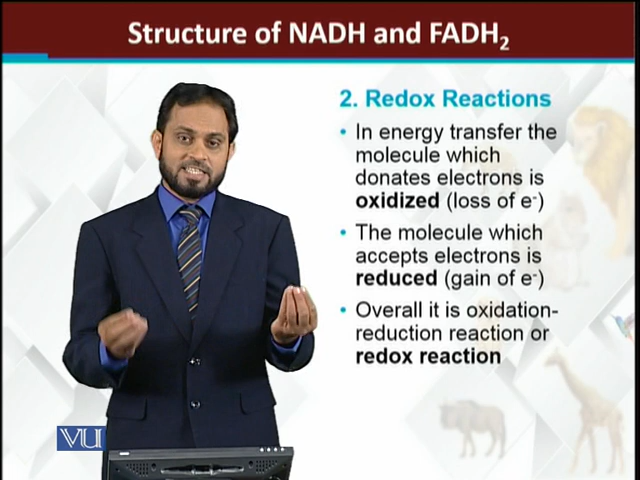 Structure of NADH and FADH₂
2. Redox Reactions
• In energy transfer the
molecule which
donates electrons is
oxidized (loss of e⁻)
• The molecule which
accepts electrons is
reduced (gain of e⁻)
• Overall it is oxidation-
reduction reaction or
redox reaction
VU